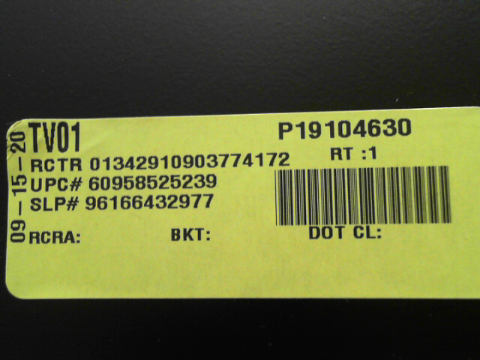 09-15-20
TV01 P19104630
RCTR 01342910903774172 RT :1
UPC# 60958525239
SLP# 96166432977
RCRA: BKT: DOT CL: